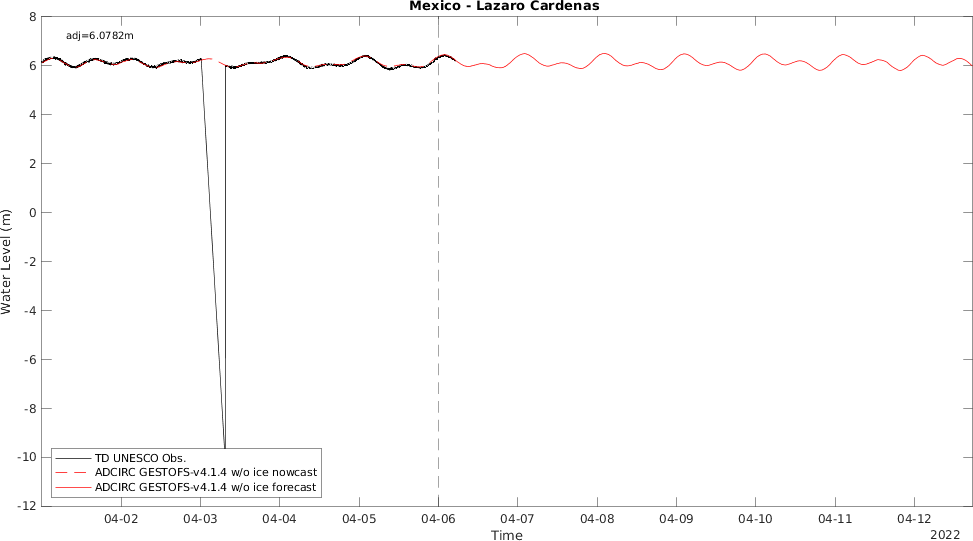 Mexico - Lazaro Cardenas
adj=6.0782m
8
6
4
2
0
-2
-4
-6
-8
-10
-12
Water Level (m)
TD UNESCO Obs.
ADCIRC GESTOFS-v4.1.4 w/o ice nowcast
ADCIRC GESTOFS-v4.1.4 w/o ice forecast
04-02 04-03 04-04 04-05 04-06 04-07 04-08 04-09 04-10 04-11 04-12
Time
2022